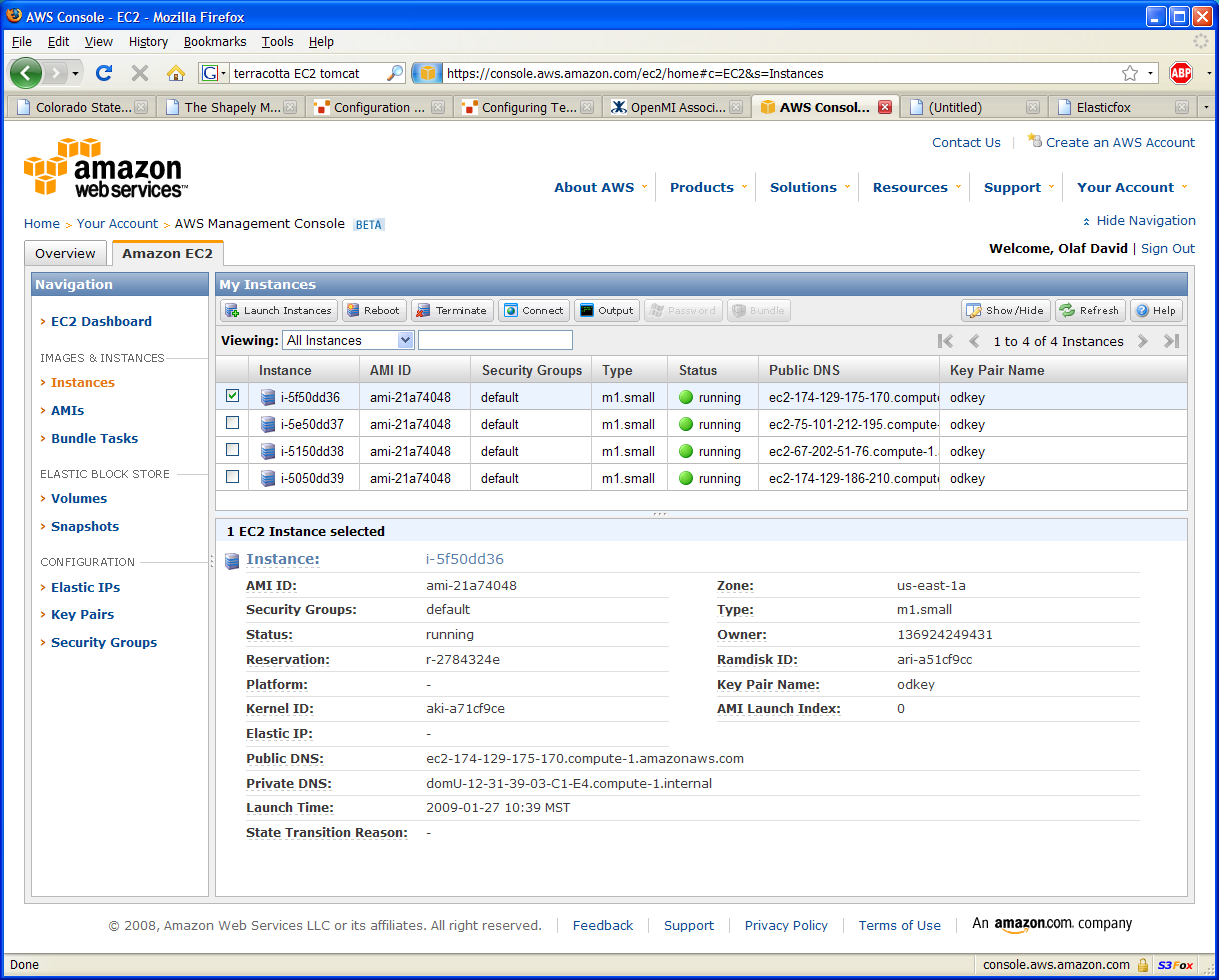 AWS Console - EC2 - Mozilla Firefox
File Edit View History Bookmarks Tools Help
G terracotta EC2 tomcat https://console.aws.amazon.com/ec2/home#c=EC2&s=Instances ABP
Colorado State... The Shapely M... Configuration ... Configuring Te... OpenMI Associ... AWS Consol... (Untitled) Elasticfox
Contact Us | Create an AWS Account
amazon
web services™
About AWS Products Solutions Resources Support Your Account
Home > Your Account > AWS Management Console BETA
Hide Navigation
Overview Amazon EC2
Welcome, Olaf David | Sign Out
Navigation
EC2 Dashboard
IMAGES & INSTANCES
Instances
AMIs
Bundle Tasks
ELASTIC BLOCK STORE
Volumes
Snapshots
CONFIGURATION
Elastic IPs
Key Pairs
Security Groups
My Instances
Launch Instances Reboot Terminate Connect Output Password Bundle Show/Hide Refresh Help
Viewing: All Instances 1 to 4 of 4 Instances
Instance AMI ID Security Groups Type Status Public DNS Key Pair Name
i-5f50dd36 ami-21a74048 default m1.small running ec2-174-129-175-170.compute odkey
i-5e50dd37 ami-21a74048 default m1.small running ec2-75-101-212-195.compute- odkey
i-5150dd38 ami-21a74048 default m1.small running ec2-67-202-51-76.compute-1. odkey
i-5050dd39 ami-21a74048 default m1.small running ec2-174-129-186-210.compute odkey
1 EC2 Instance selected
Instance: i-5f50dd36
AMI ID: ami-21a74048 Zone: us-east-1a
Security Groups: default Type: m1.small
Status: running Owner: 136924249431
Reservation: r-2784324e Ramdisk ID: ari-a51cf9cc
Platform: - Key Pair Name: odkey
Kernel ID: aki-a71cf9ce AMI Launch Index: 0
Elastic IP: -
Public DNS: ec2-174-129-175-170.compute-1.amazonaws.com
Private DNS: domU-12-31-39-03-C1-E4.compute-1.internal
Launch Time: 2009-01-27 10:39 MST
State Transition Reason: -
© 2008, Amazon Web Services LLC or its affiliates. All right reserved. | Feedback | Support | Privacy Policy | Terms of Use | An amazon.com. company
Done console.aws.amazon.com S3Fox